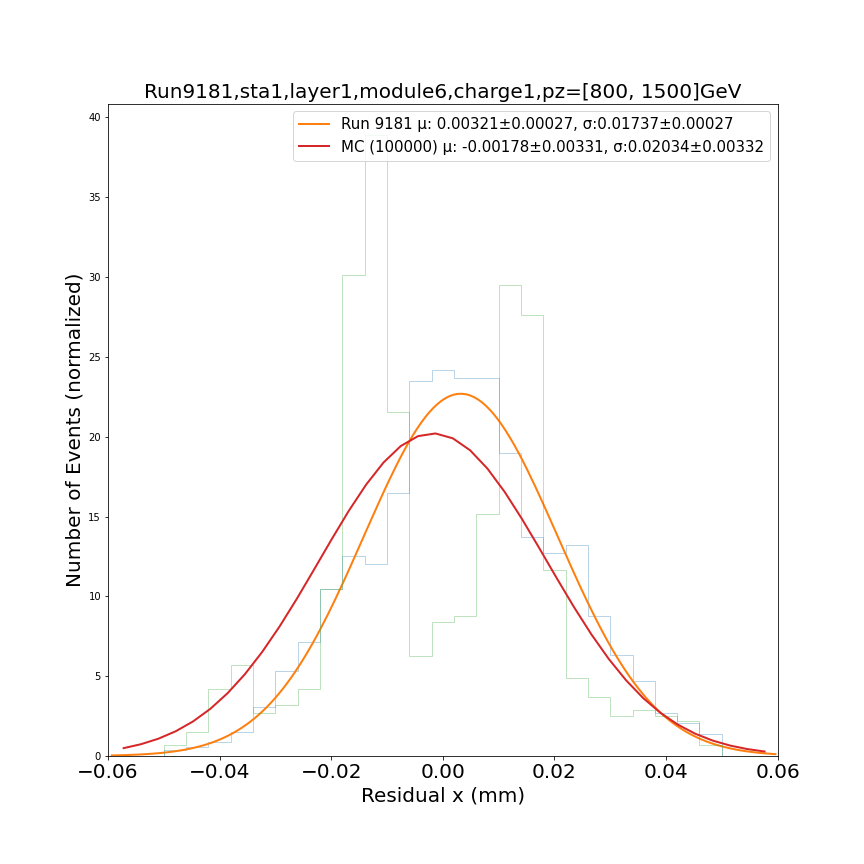 Run9181,sta1,layer1,module6,charge1,pz=[800, 1500]GeV
Run 9181 μ: 0.00321±0.00027, σ:0.01737±0.00027
MC (100000) μ: -0.00178±0.00331, σ:0.02034±0.00332
Number of Events (normalized)
40
35
30
25
20
15
10
5
0
−0.06 −0.04 −0.02 0.00 0.02 0.04 0.06
Residual x (mm)